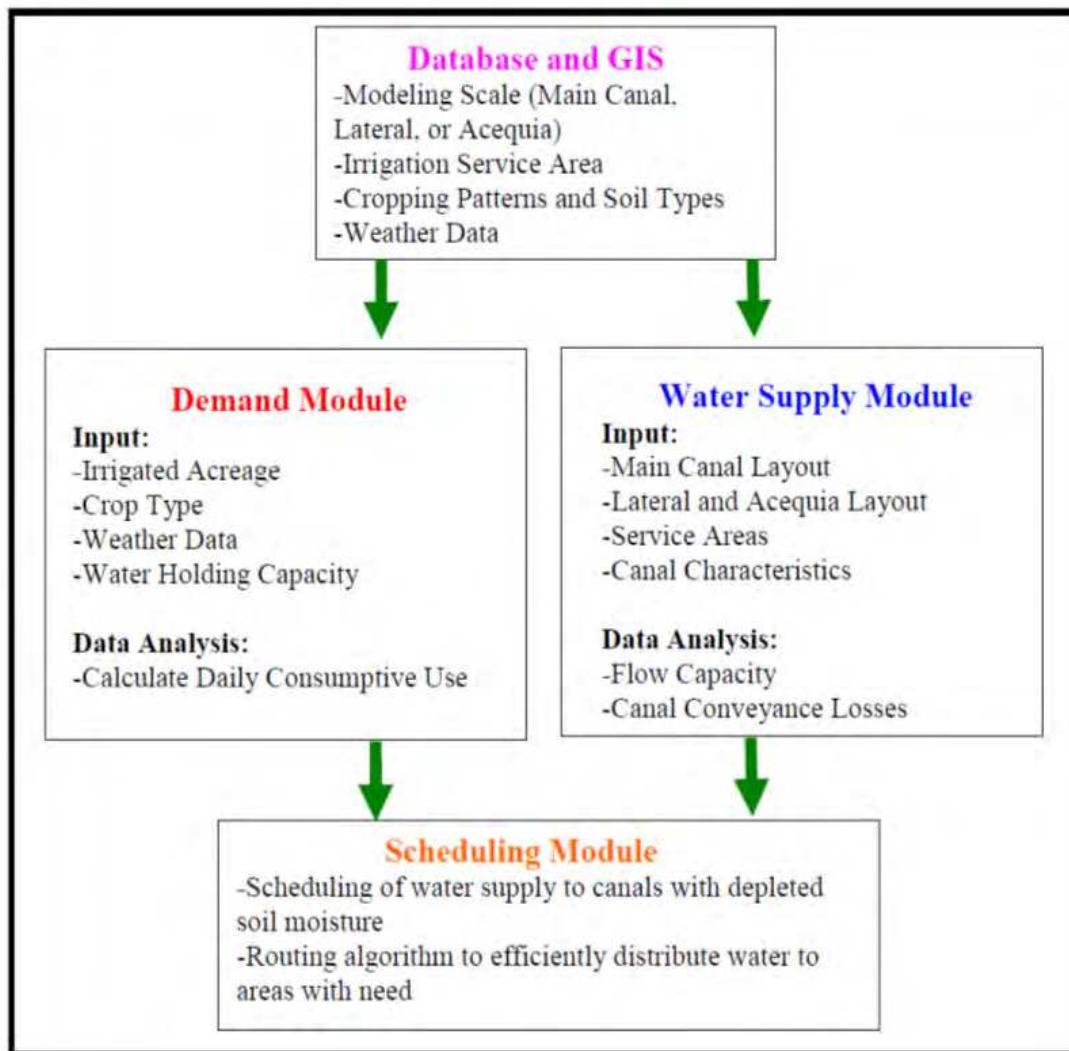 Database and GIS
-Modeling Scale (Main Canal,
Lateral, or Acequia)
-Irrigation Service Area
-Cropping Patterns and Soil Types
-Weather Data
Demand Module
Input:
-Irrigated Acreage
-Crop Type
-Weather Data
-Water Holding Capacity
Data Analysis:
-Calculate Daily Consumptive Use
Water Supply Module
Input:
-Main Canal Layout
-Lateral and Acequia Layout
-Service Areas
-Canal Characteristics
Data Analysis:
-Flow Capacity
-Canal Conveyance Losses
Scheduling Module
-Scheduling of water supply to canals with depleted
soil moisture
-Routing algorithm to efficiently distribute water to
areas with need